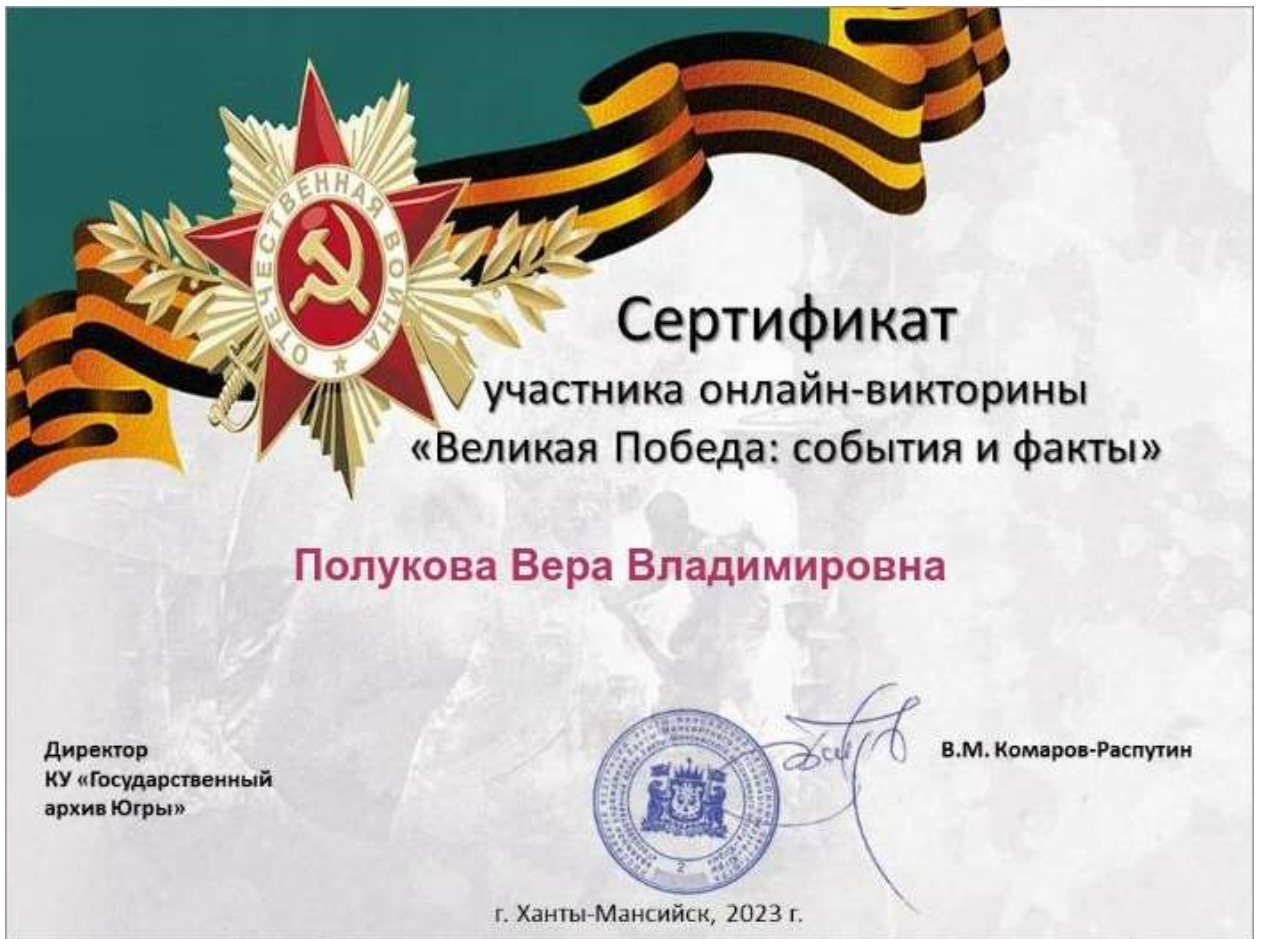 ОТЕЧЕСТВЕННАЯ ВОЙНА
Сертификат
участника онлайн-викторины
«Великая Победа: события и факты»
Полукова Вера Владимировна
Директор
КУ «Государственный
архив Югры»
В.М. Комаров-Распутин
2
г. Ханты-Мансийск, 2023 г.